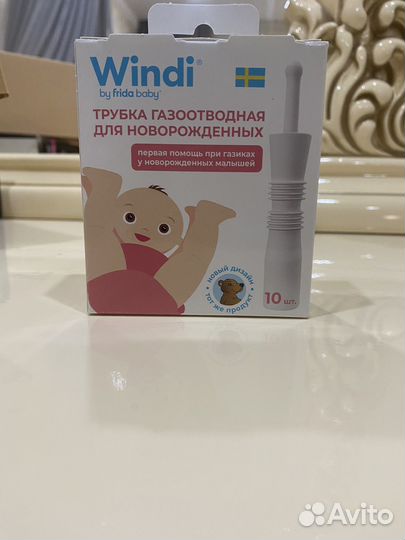 Windi®
by frida baby
ТРУБКА ГАЗООТВОДНАЯ
ДЛЯ НОВОРОЖДЕННЫХ
первая помощь при газиках
у новорожденных малышей
новый дизайн
тот же продукт
10 шт.
Avito